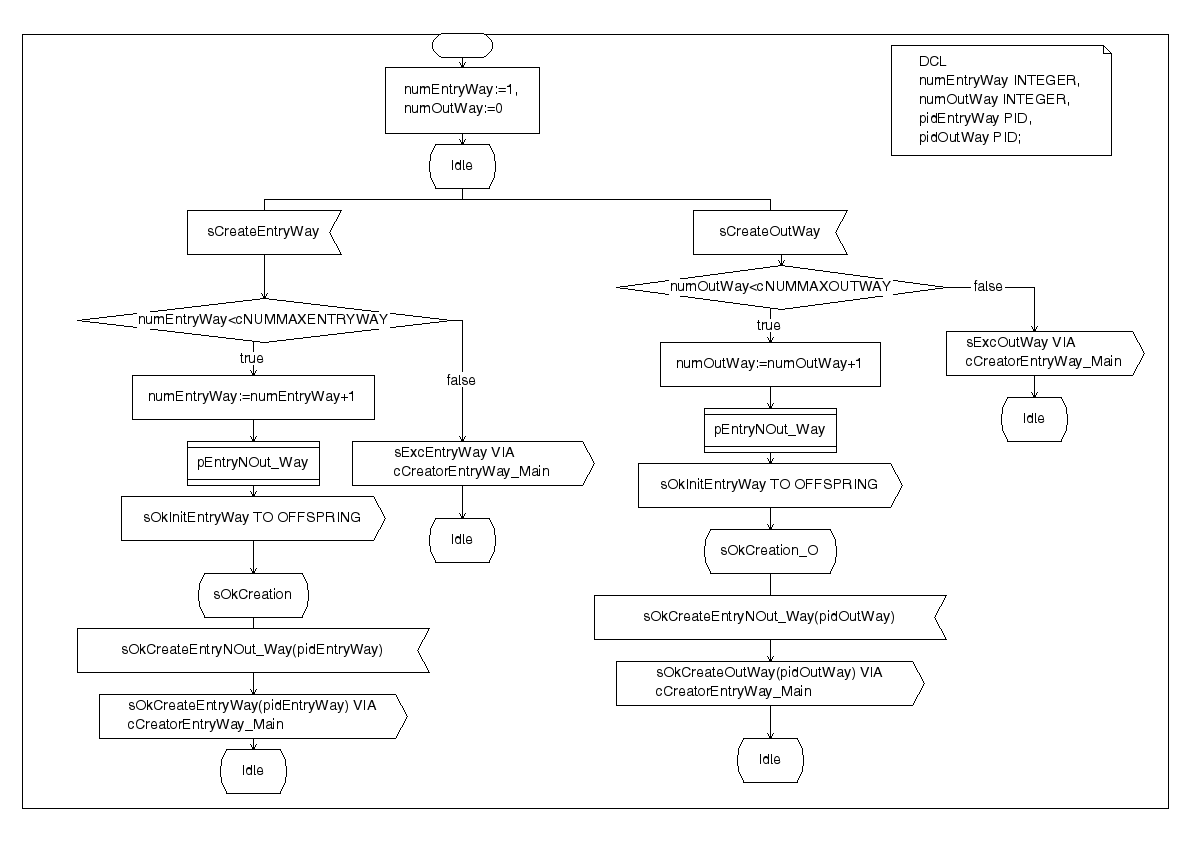 numEntryWay:=1,
numOutWay:=0
DCL
numEntryWay INTEGER,
numOutWay INTEGER,
pidEntryWay PID,
pidOutWay PID;
Idle
sCreateEntryWay
numEntryWay<cNUMMAXENTRYWAY
true
false
numEntryWay:=numEntryWay+1
pEntryNOut_Way
sExcEntryWay VIA
cCreatorEntryWay_Main
Idle
sOkInitEntryWay TO OFFSPRING
sOkCreation
sOkCreateEntryNOut_Way(pidEntryWay)
sOkCreateEntryWay(pidEntryWay) VIA
cCreatorEntryWay_Main
Idle
sCreateOutWay
numOutWay<cNUMMAXOUTWAY
false
true
sExcOutWay VIA
cCreatorEntryWay_Main
Idle
numOutWay:=numOutWay+1
pEntryNOut_Way
sOkInitEntryWay TO OFFSPRING
sOkCreation_O
sOkCreateEntryNOut_Way(pidOutWay)
sOkCreateOutWay(pidOutWay) VIA
cCreatorEntryWay_Main
Idle